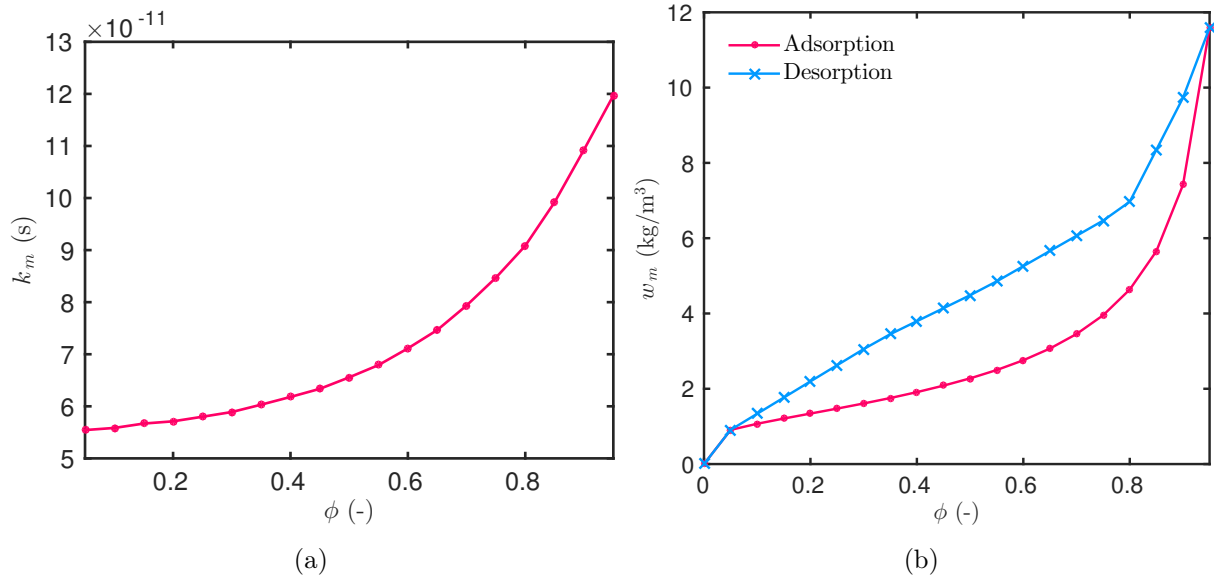 ×10⁻¹¹
13
12
11
10
9
8
7
6
5
0.2 0.4 0.6 0.8
k_m (s)
ϕ (-)
(a)
12
10
8
6
4
2
0
0 0.2 0.4 0.6 0.8
w_m (kg/m³)
ϕ (-)
Adsorption
Desorption
(b)